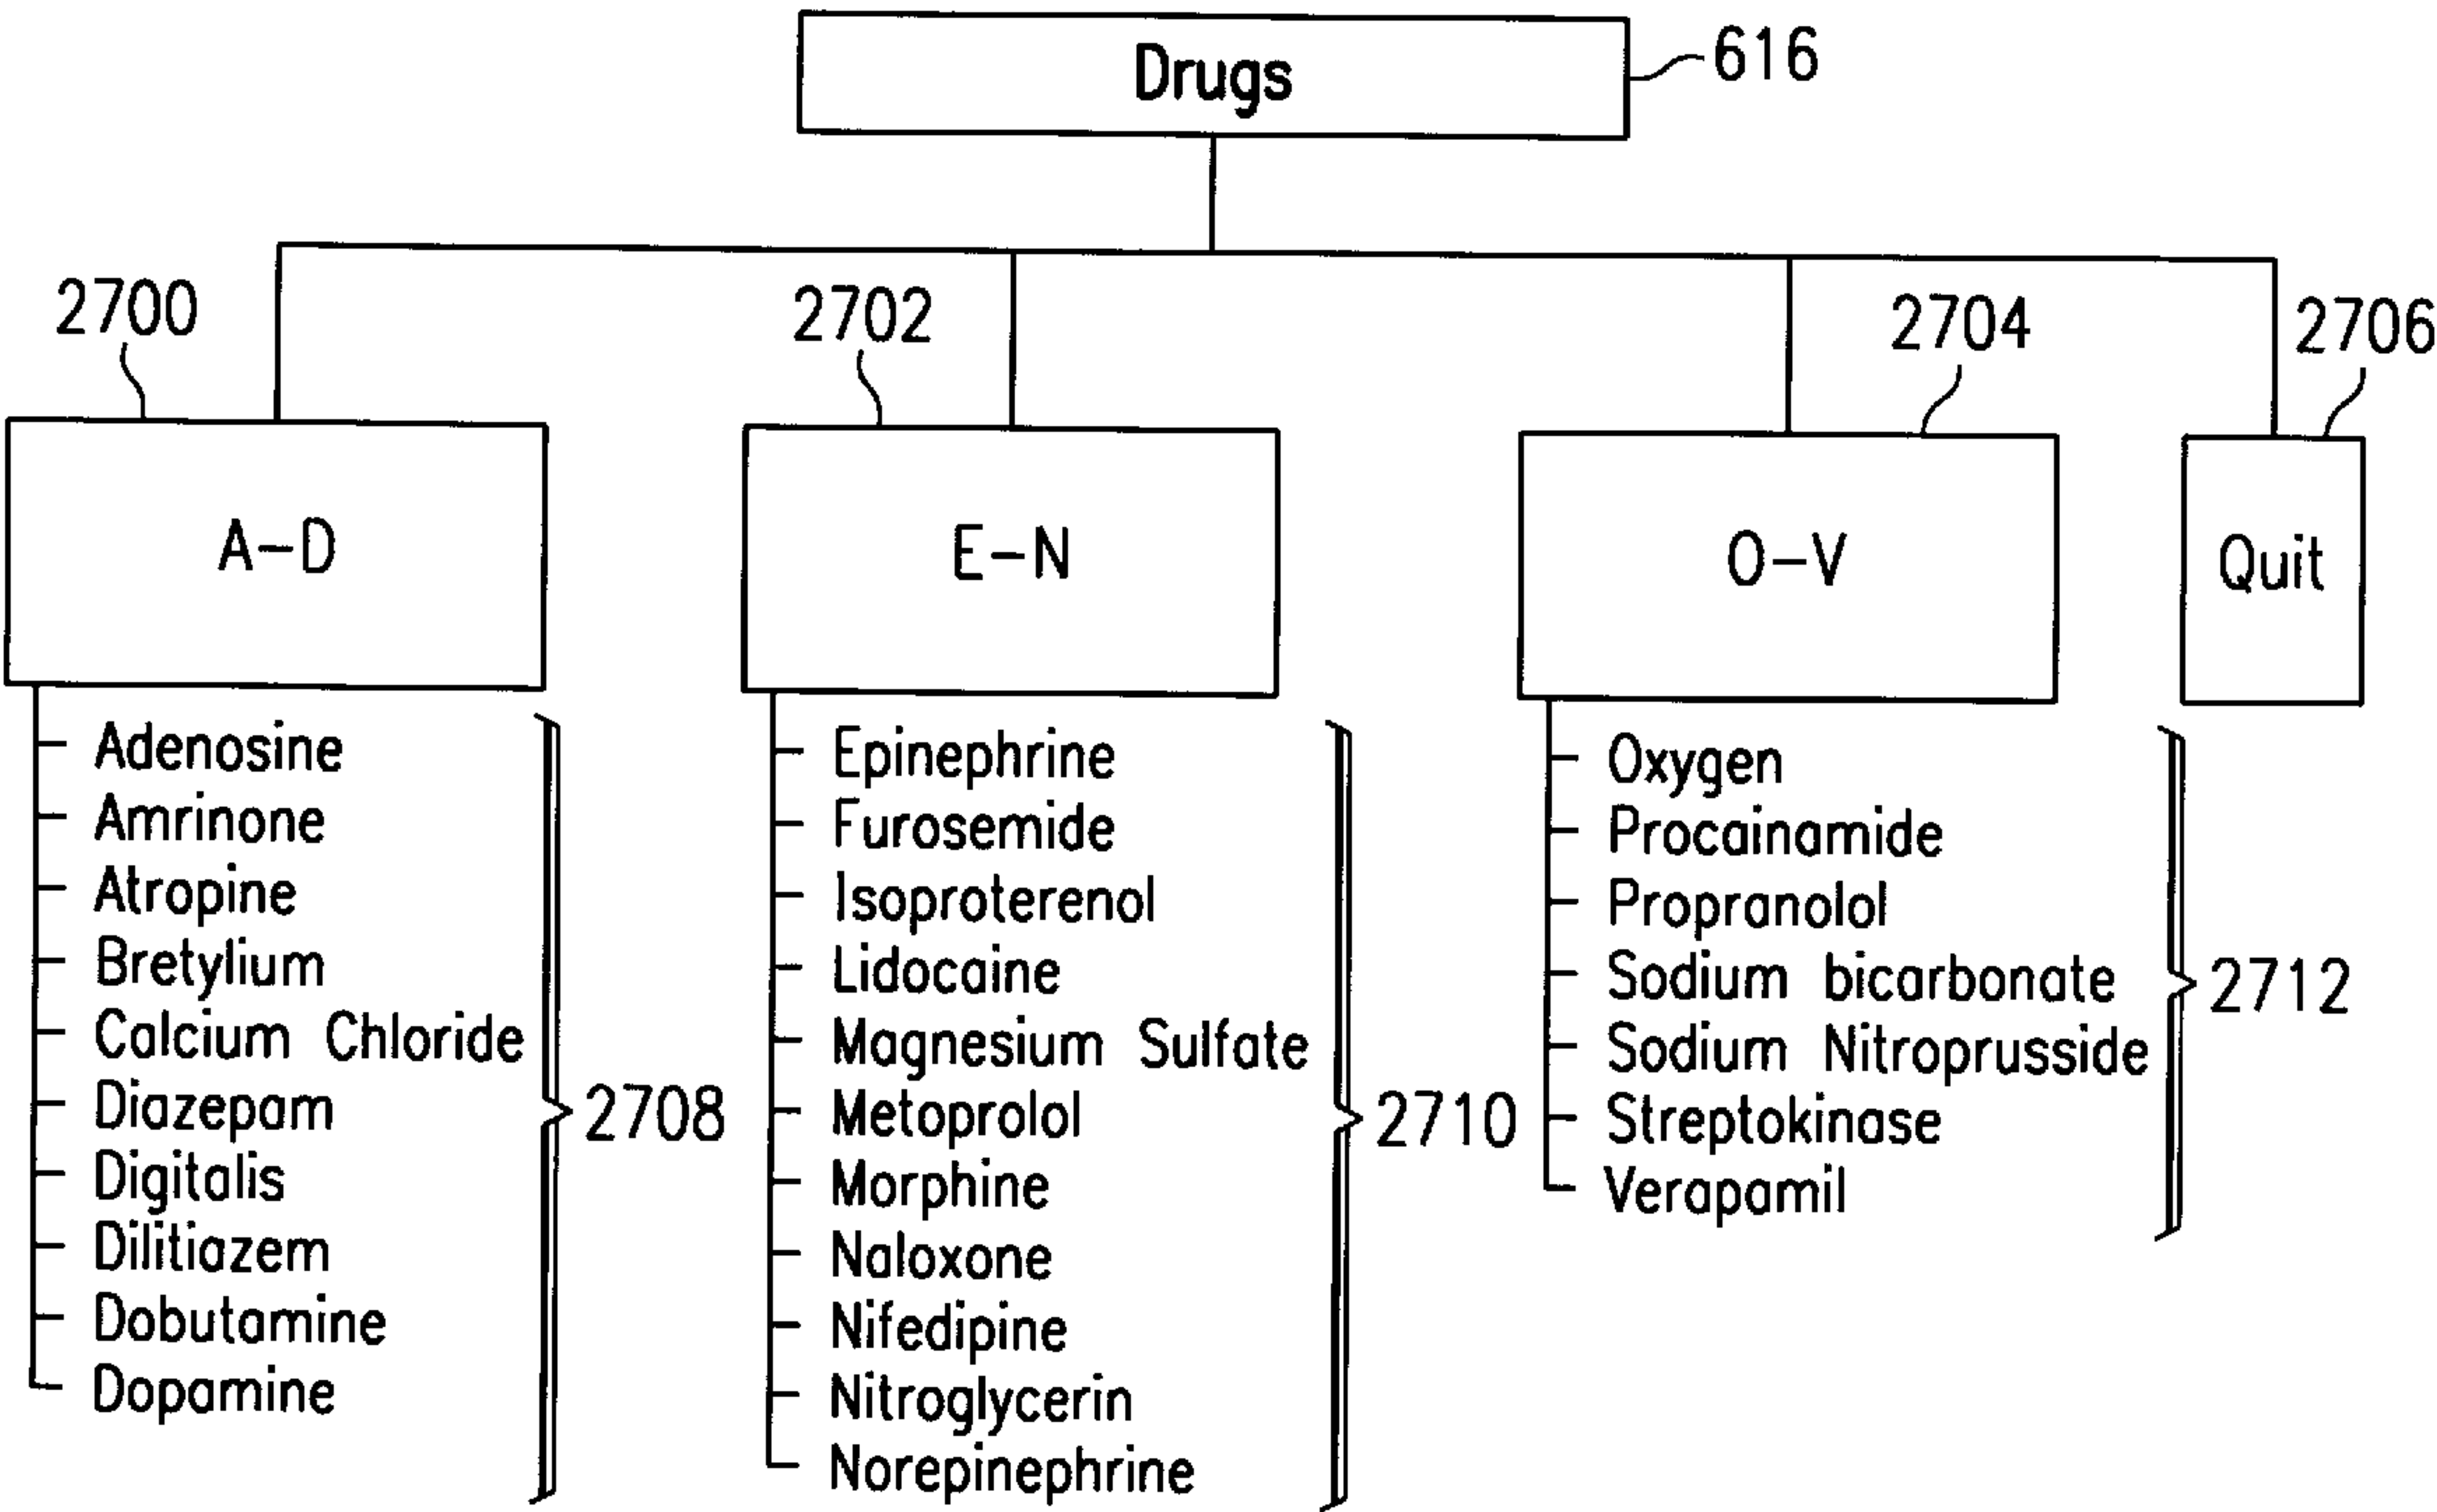 Drugs
616
2700
2702
2704
2706
A-D
E-N
O-V
Quit
Adenosine
Amrinone
Atropine
Bretylium
Calcium Chloride
Diazepam
Digitalis
Dilitiazem
Dobutamine
Dopamine
2708
Epinephrine
Furosemide
Isoproterenol
Lidocaine
Magnesium Sulfate
Metoprolol
Morphine
Naloxone
Nifedipine
Nitroglycerin
Norepinephrine
2710
Oxygen
Procainamide
Propranolol
Sodium bicarbonate
Sodium Nitroprusside
Streptokinase
Verapamil
2712